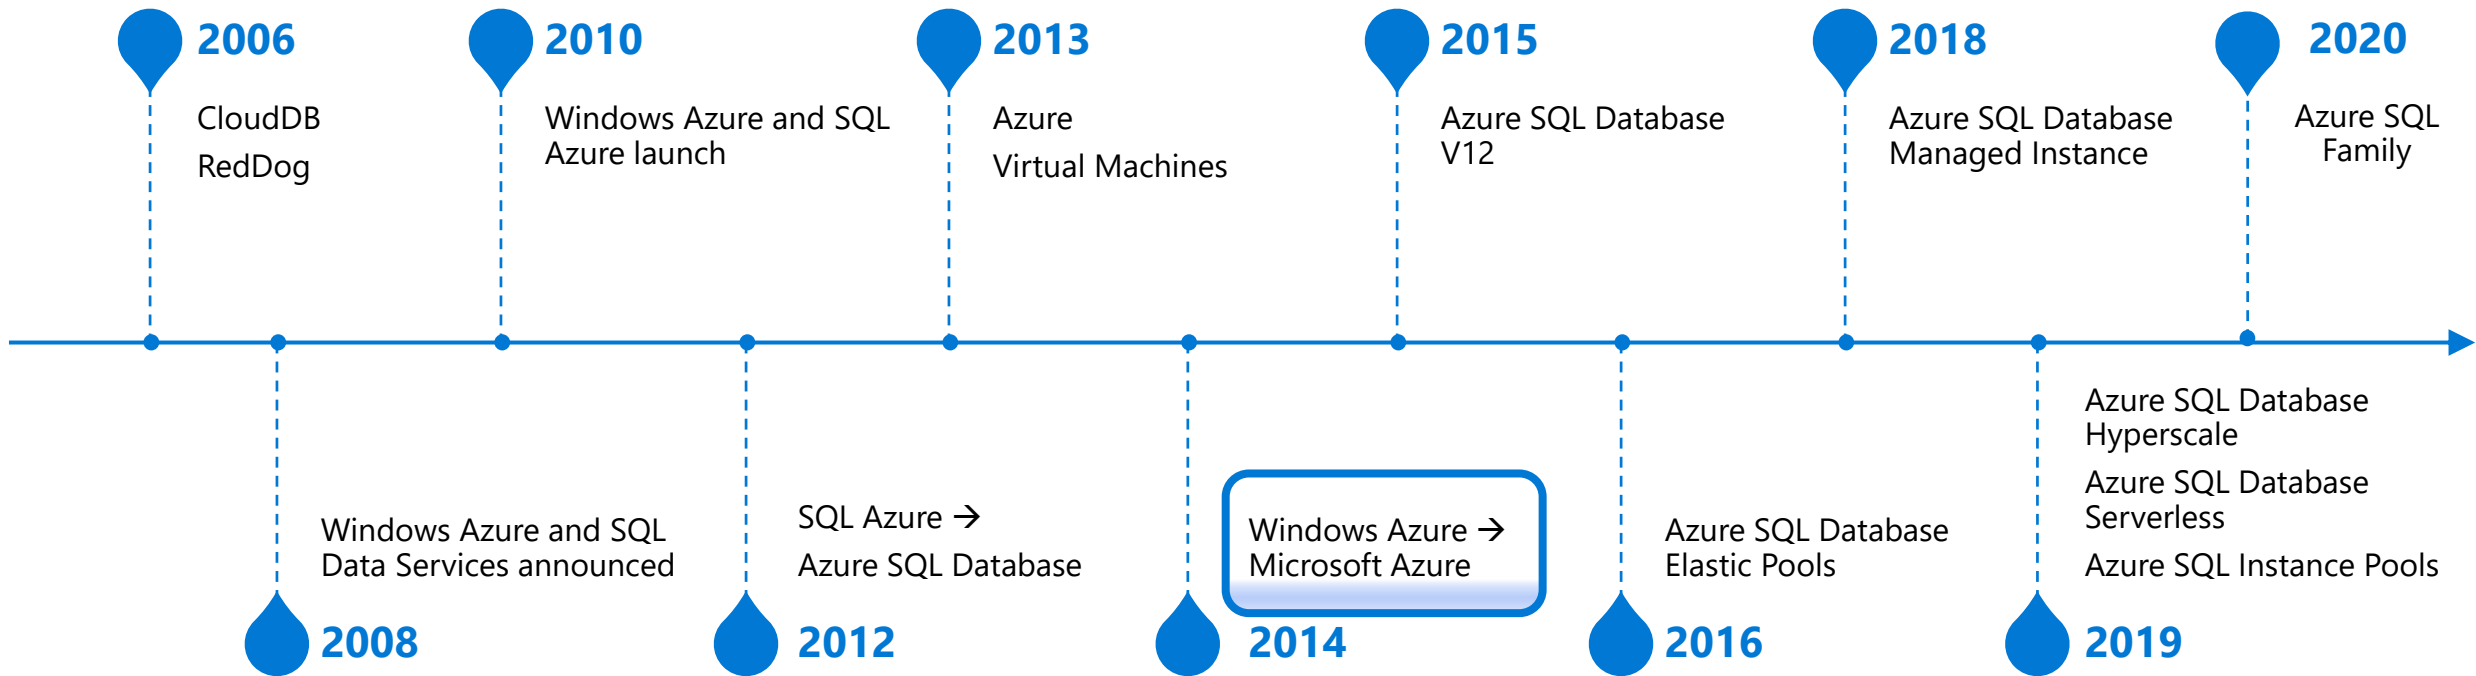 2006
CloudDB
RedDog
2010
Windows Azure and SQL
Azure launch
2013
Azure
Virtual Machines
2015
Azure SQL Database
V12
2018
Azure SQL Database
Managed Instance
2020
Azure SQL
Family
Windows Azure and SQL
Data Services announced
2008
SQL Azure →
Azure SQL Database
2012
Windows Azure →
Microsoft Azure
2014
Azure SQL Database
Elastic Pools
2016
Azure SQL Database
Hyperscale
Azure SQL Database
Serverless
Azure SQL Instance Pools
2019